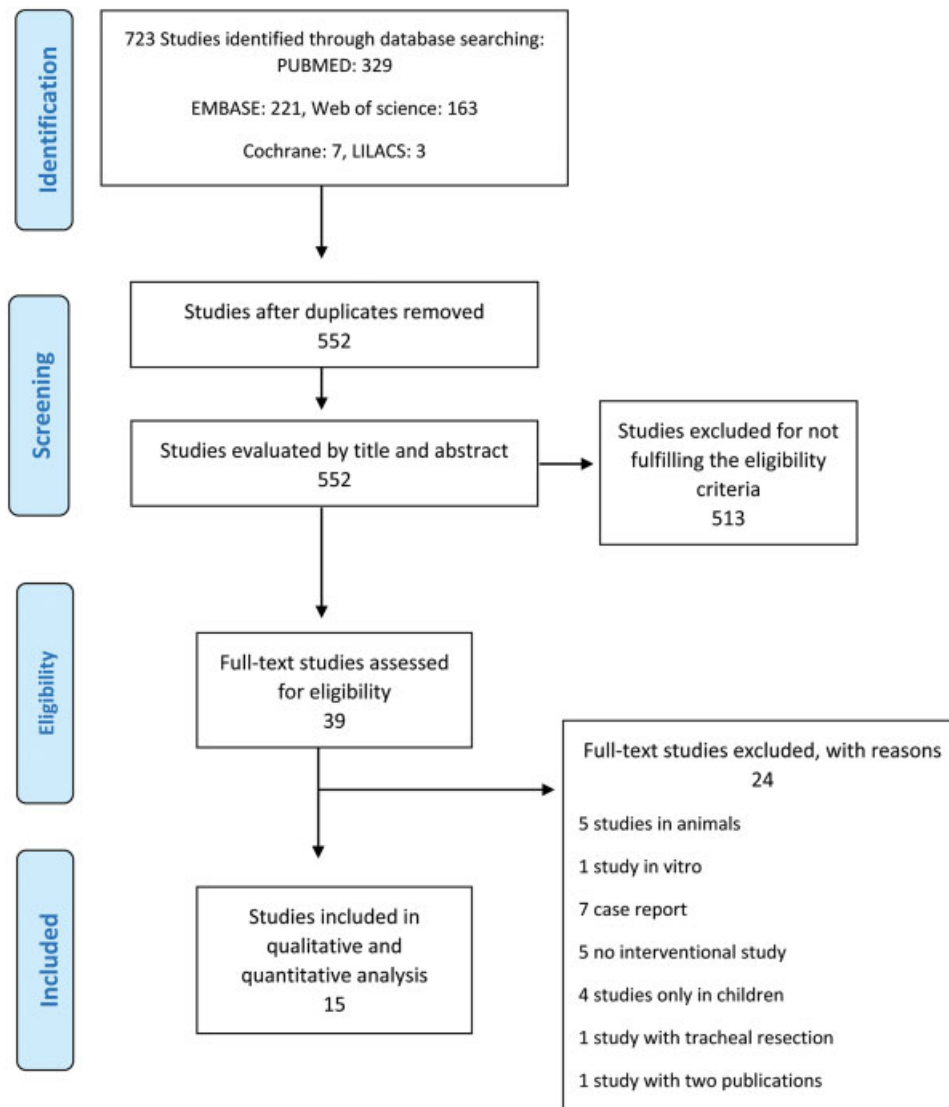 Identification
723 Studies identified through database searching:
PUBMED: 329
EMBASE: 221, Web of science: 163
Cochrane: 7, LILACS: 3
Screening
Studies after duplicates removed
552
Studies evaluated by title and abstract
552
Studies excluded for not
fulfilling the eligibility
criteria
513
Eligibility
Full-text studies assessed
for eligibility
39
Full-text studies excluded, with reasons
24
5 studies in animals
1 study in vitro
7 case report
5 no interventional study
4 studies only in children
1 study with tracheal resection
1 study with two publications
Included
Studies included in
qualitative and
quantitative analysis
15